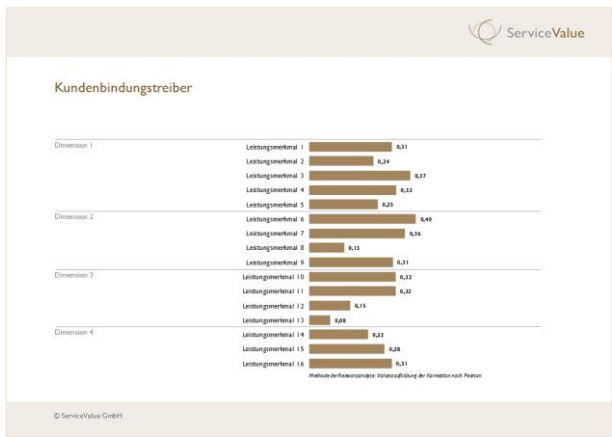 ServiceValue
Kundenbindungstreiber
Dimension 1
Leistungsmerkmal 1 0,31
Leistungsmerkmal 2 0,24
Leistungsmerkmal 3 0,37
Leistungsmerkmal 4 0,32
Leistungsmerkmal 5 0,25
Dimension 2
Leistungsmerkmal 6 0,40
Leistungsmerkmal 7 0,36
Leistungsmerkmal 8 0,13
Leistungsmerkmal 9 0,31
Dimension 3
Leistungsmerkmal 10 0,32
Leistungsmerkmal 11 0,32
Leistungsmerkmal 12 0,15
Leistungsmerkmal 13 0,08
Dimension 4
Leistungsmerkmal 14 0,22
Leistungsmerkmal 15 0,28
Leistungsmerkmal 16 0,31
Methode der Relevanzanalyse: Varianzaufklärung der Korrelation nach Pearson
© ServiceValue GmbH